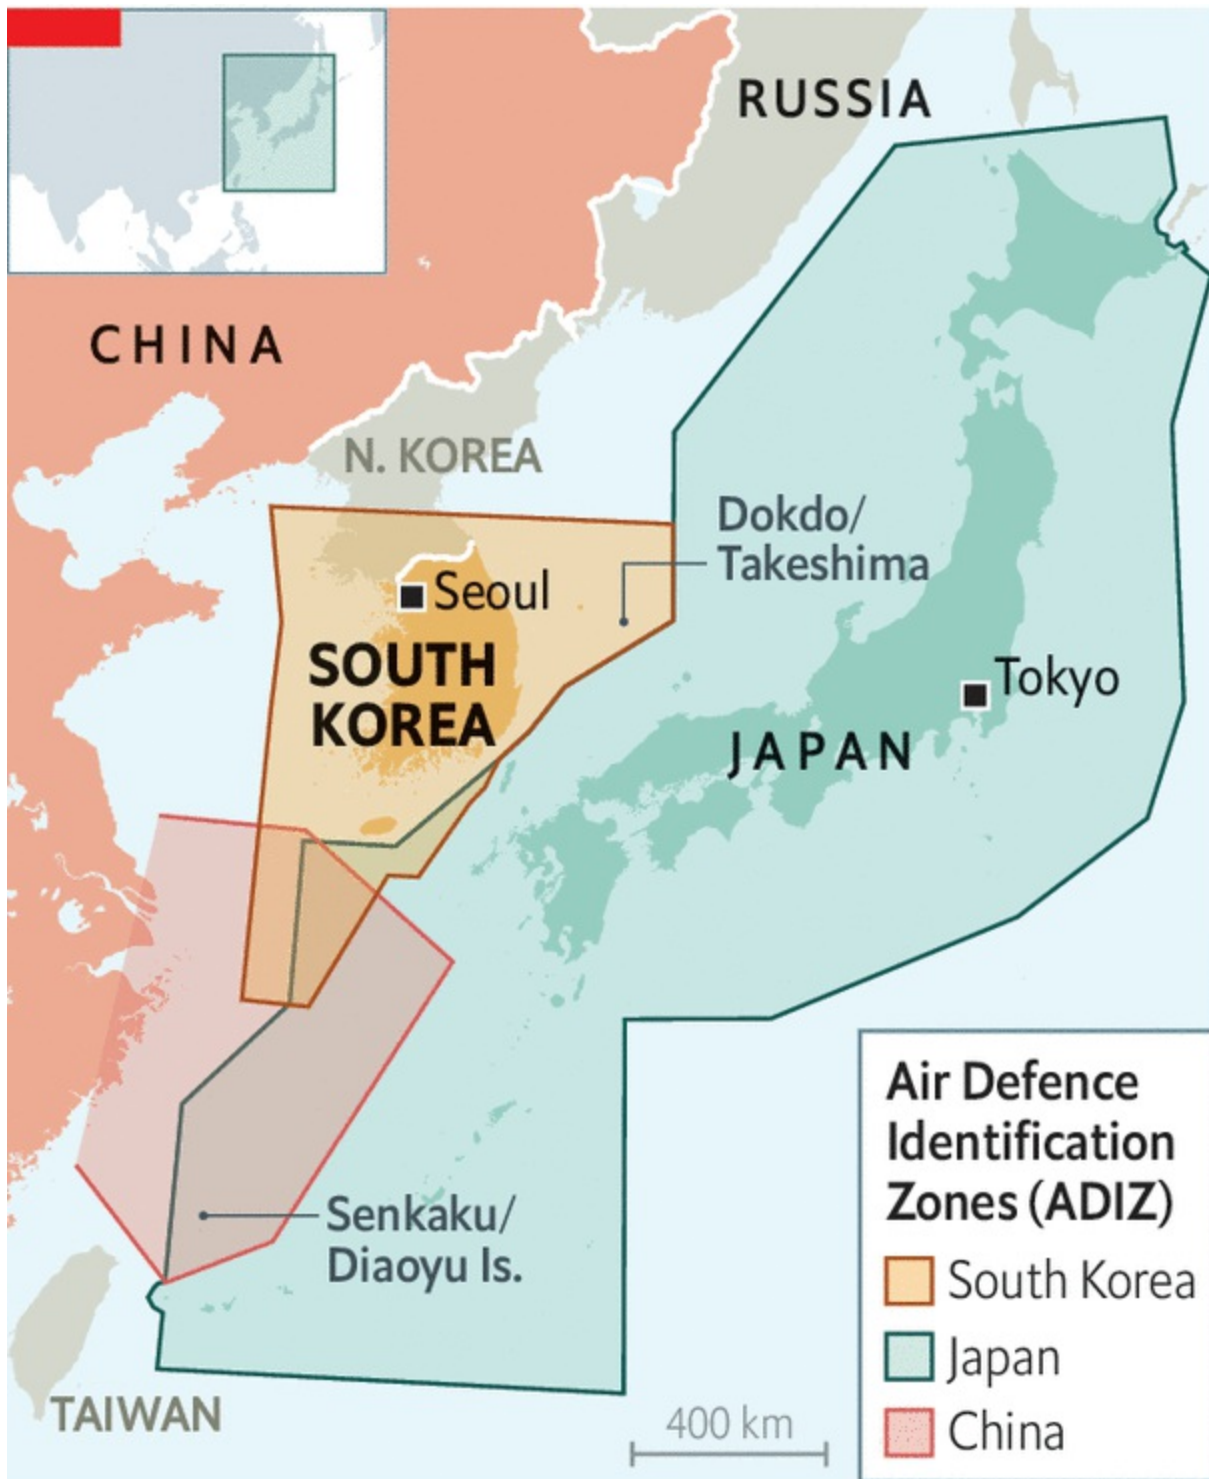 RUSSIA
CHINA
N. KOREA
Dokdo/
Takeshima
Seoul
SOUTH
KOREA
Tokyo
JAPAN
Senkaku/
Diaoyu Is.
TAIWAN
400 km
Air Defence
Identification
Zones (ADIZ)
South Korea
Japan
China